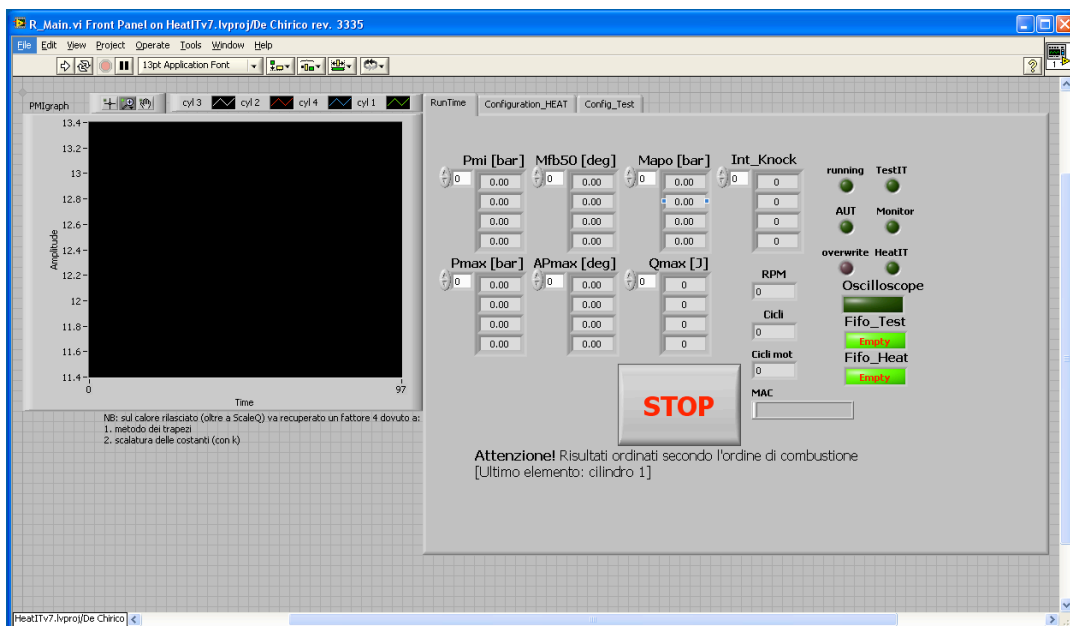 R_Main.vi Front Panel on HeatITv7.lvproj/De Chirico rev. 3335
File Edit View Project Operate Tools Window Help
13pt Application Font
1
PMIgraph
cyl 3 cyl 2 cyl 4 cyl 1
RunTime Configuration_HEAT Config_Test
13.4
13.2
13
12.8
12.6
12.4
12.2
12
11.8
11.6
11.4
Amplitude
0 97
Time
NB: sul calore rilasciato (oltre a ScaleQ) va recuperato un fattore 4 dovuto a:
1. metodo dei trapezi
2. scalatura delle costanti (con k)
Pmi [bar] Mfb50 [deg] Mapo [bar] Int_Knock
0 0.00 0 0.00 0 0.00 0 0
0.00 0.00 0.00 0
0.00 0.00 0.00 0
0.00 0.00 0.00 0
Pmax [bar] APmax [deg] Qmax [J]
0 0.00 0 0.00 0 0
0.00 0.00 0
0.00 0.00 0
0.00 0.00 0
running TestIT
AUT Monitor
overwrite HeatIT
RPM
0
Cicli
0
Cicli mot
0
MAC
Oscilloscope
Fifo_Test
Empty
Fifo_Heat
Empty
STOP
Attenzione! Risultati ordinati secondo l'ordine di combustione
[Ultimo elemento: cilindro 1]
HeatITv7.lvproj/De Chirico